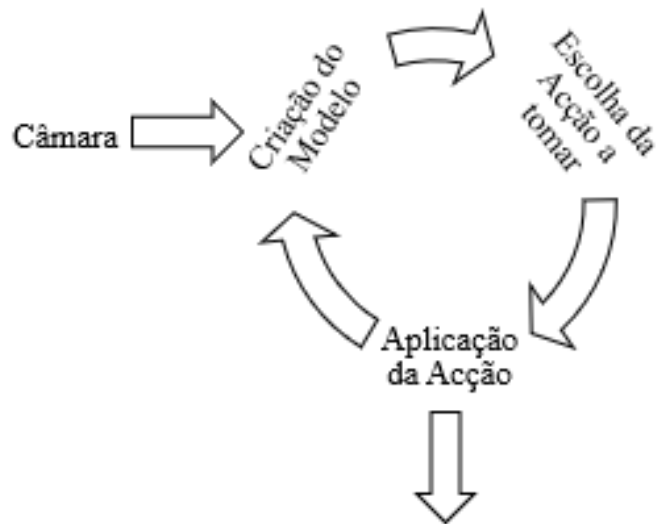 Câmara
Criação do
Modelo
Escolha da
Acção a
tomar
Aplicação
da Acção